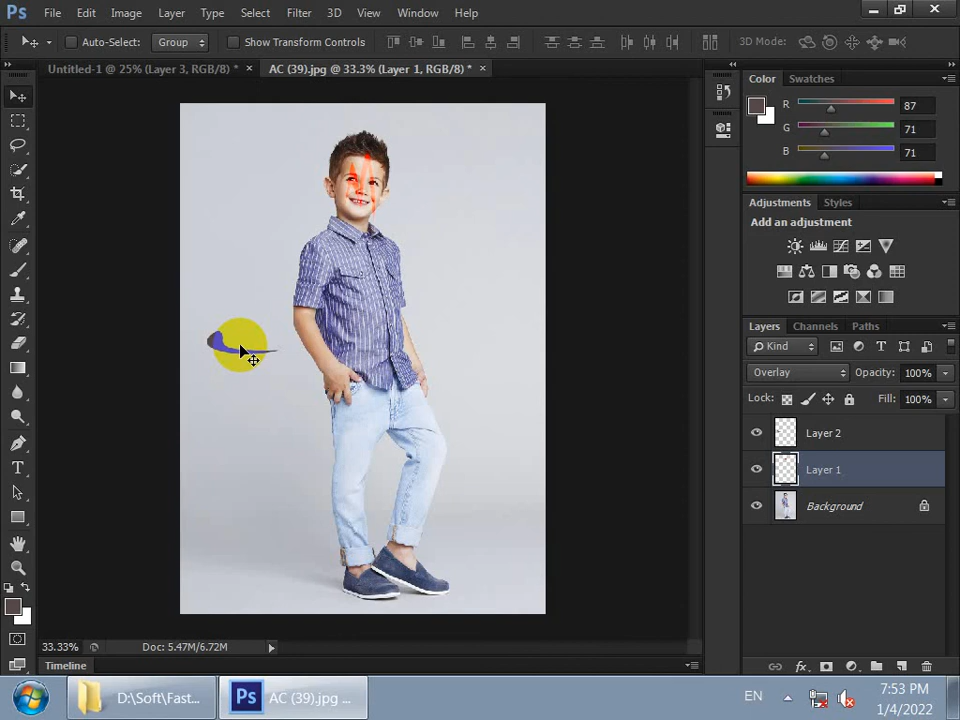 Ps File Edit Image Layer Type Select Filter 3D View Window Help
Auto-Select: Group Show Transform Controls 3D Mode:
Untitled-1 @ 25% (Layer 3, RGB/8) * × AC (39).jpg @ 33.3% (Layer 1, RGB/8) * ×
Color Swatches
R 87
G 71
B 71
Adjustments Styles
Add an adjustment
Layers Channels Paths
Kind
Overlay Opacity: 100%
Lock: Fill: 100%
Layer 2
Layer 1
Background
33.33% Doc: 5.47M/6.72M
Timeline
D:\Soft\Fast... Ps AC (39).jpg ... EN 7:53 PM
1/4/2022